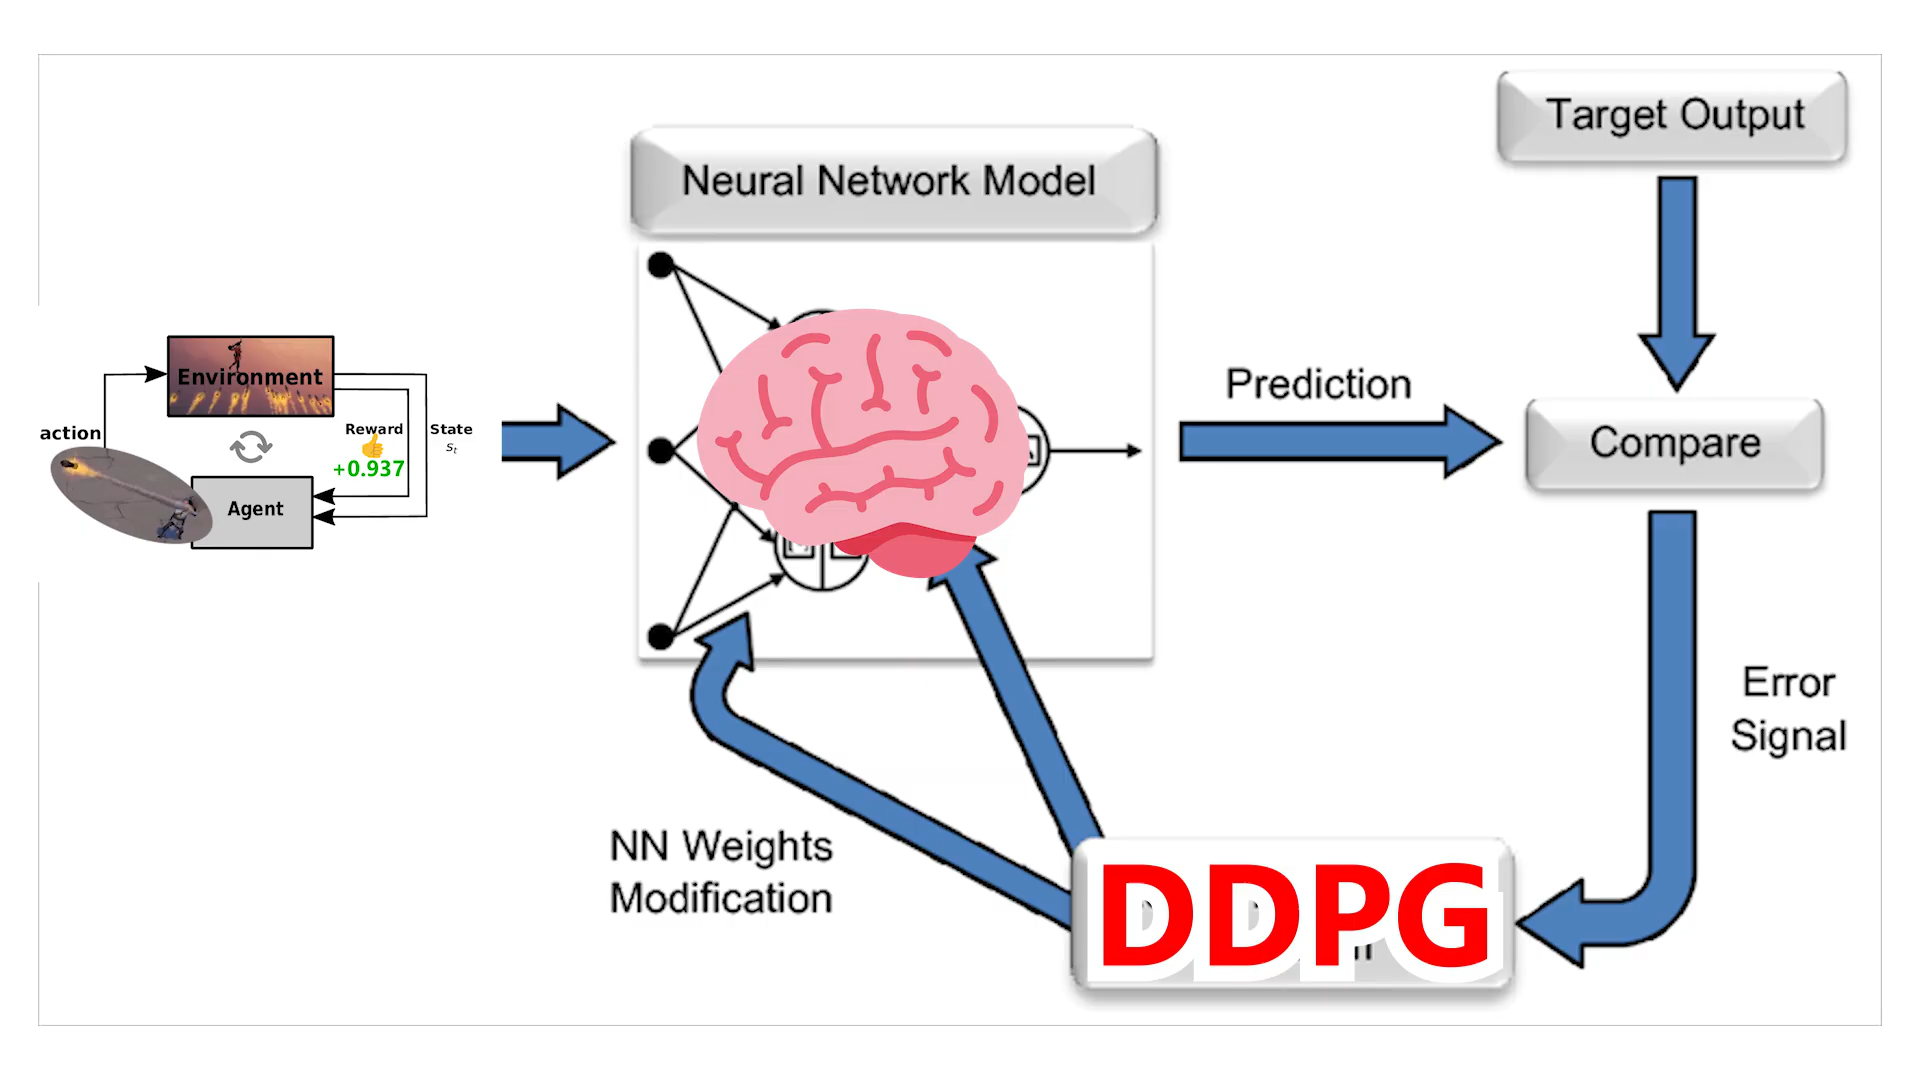 Target Output
Neural Network Model
Environment
action
Reward
+0.937
State
s_t
Agent
Prediction
Compare
Error
Signal
NN Weights
Modification
DDPG